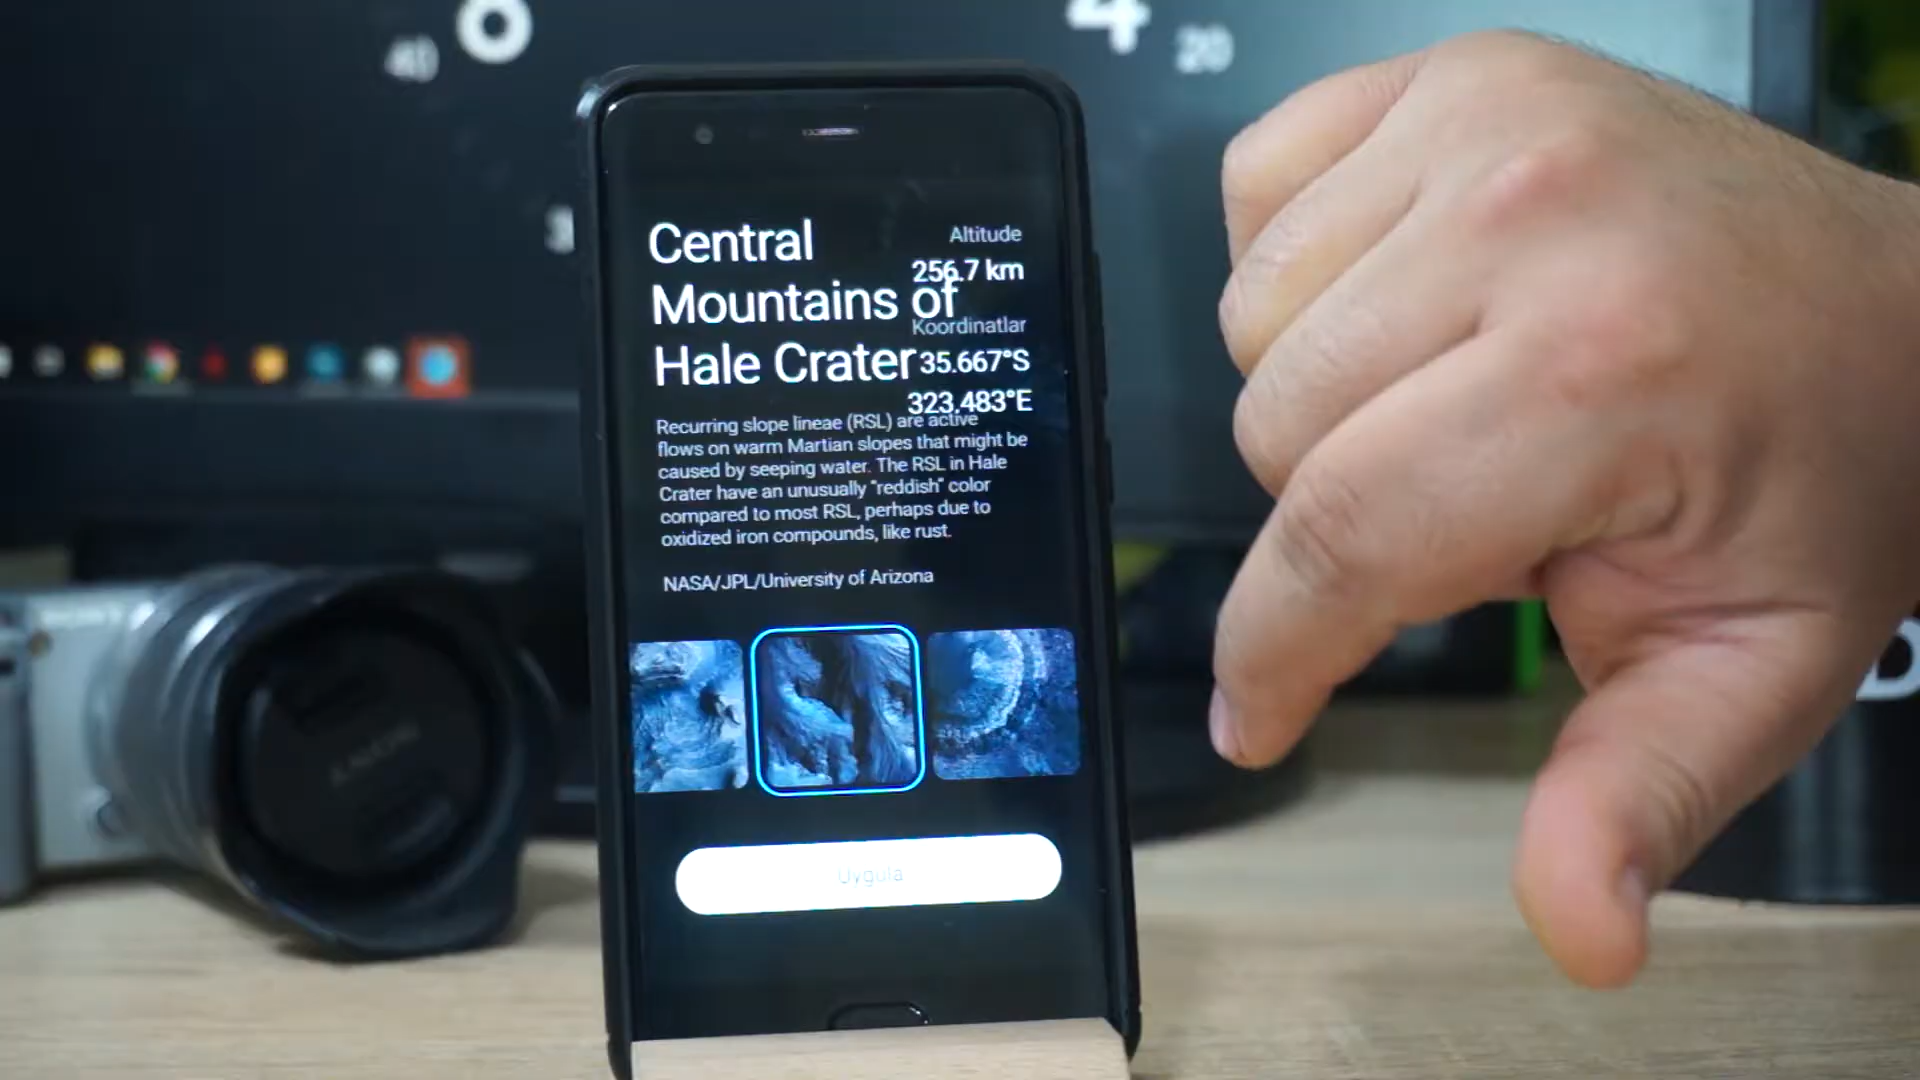 8
4
40
20
Central
Mountains of
Hale Crater
Altitude
256.7 km
Koordinatlar
35.667°S
323.483°E
Recurring slope lineae (RSL) are active
flows on warm Martian slopes that might be
caused by seeping water. The RSL in Hale
Crater have an unusually "reddish" color
compared to most RSL, perhaps due to
oxidized iron compounds, like rust.
NASA/JPL/University of Arizona
Uygula